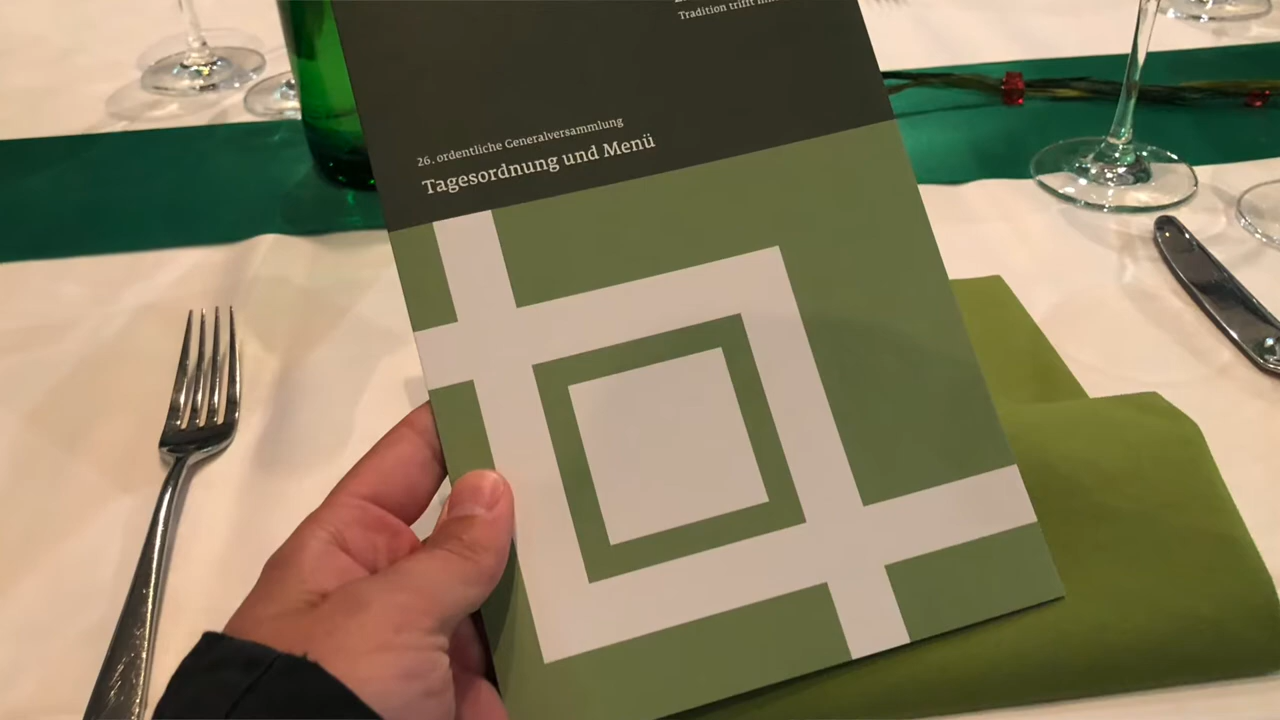 Tradition trifft
26. ordentliche Generalversammlung
Tagesordnung und Menü